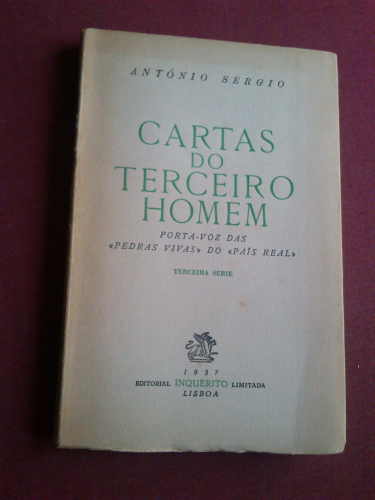 ANTÓNIO SÉRGIO
CARTAS
DO
TERCEIRO
HOMEM
PORTA-VOZ DAS
«PEDRAS VIVAS» DO «PAÍS REAL»
TERCEIRA SÉRIE
1957
EDITORIAL INQUÉRITO LIMITADA
LISBOA